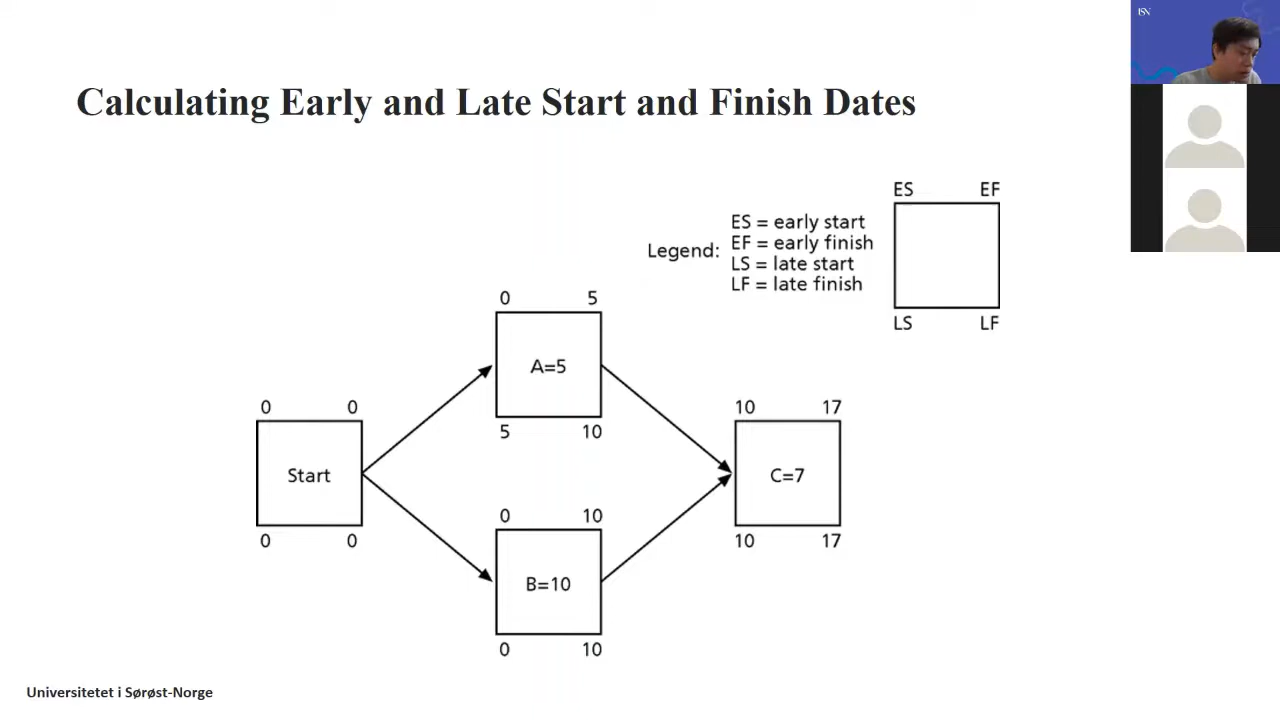 Calculating Early and Late Start and Finish Dates
ES EF
Legend:
ES = early start
EF = early finish
LS = late start
LF = late finish
LS LF
0 5
A=5
5 10
0 0
Start
0 0
10 17
C=7
10 17
0 10
B=10
0 10
Universitetet i Sørøst-Norge